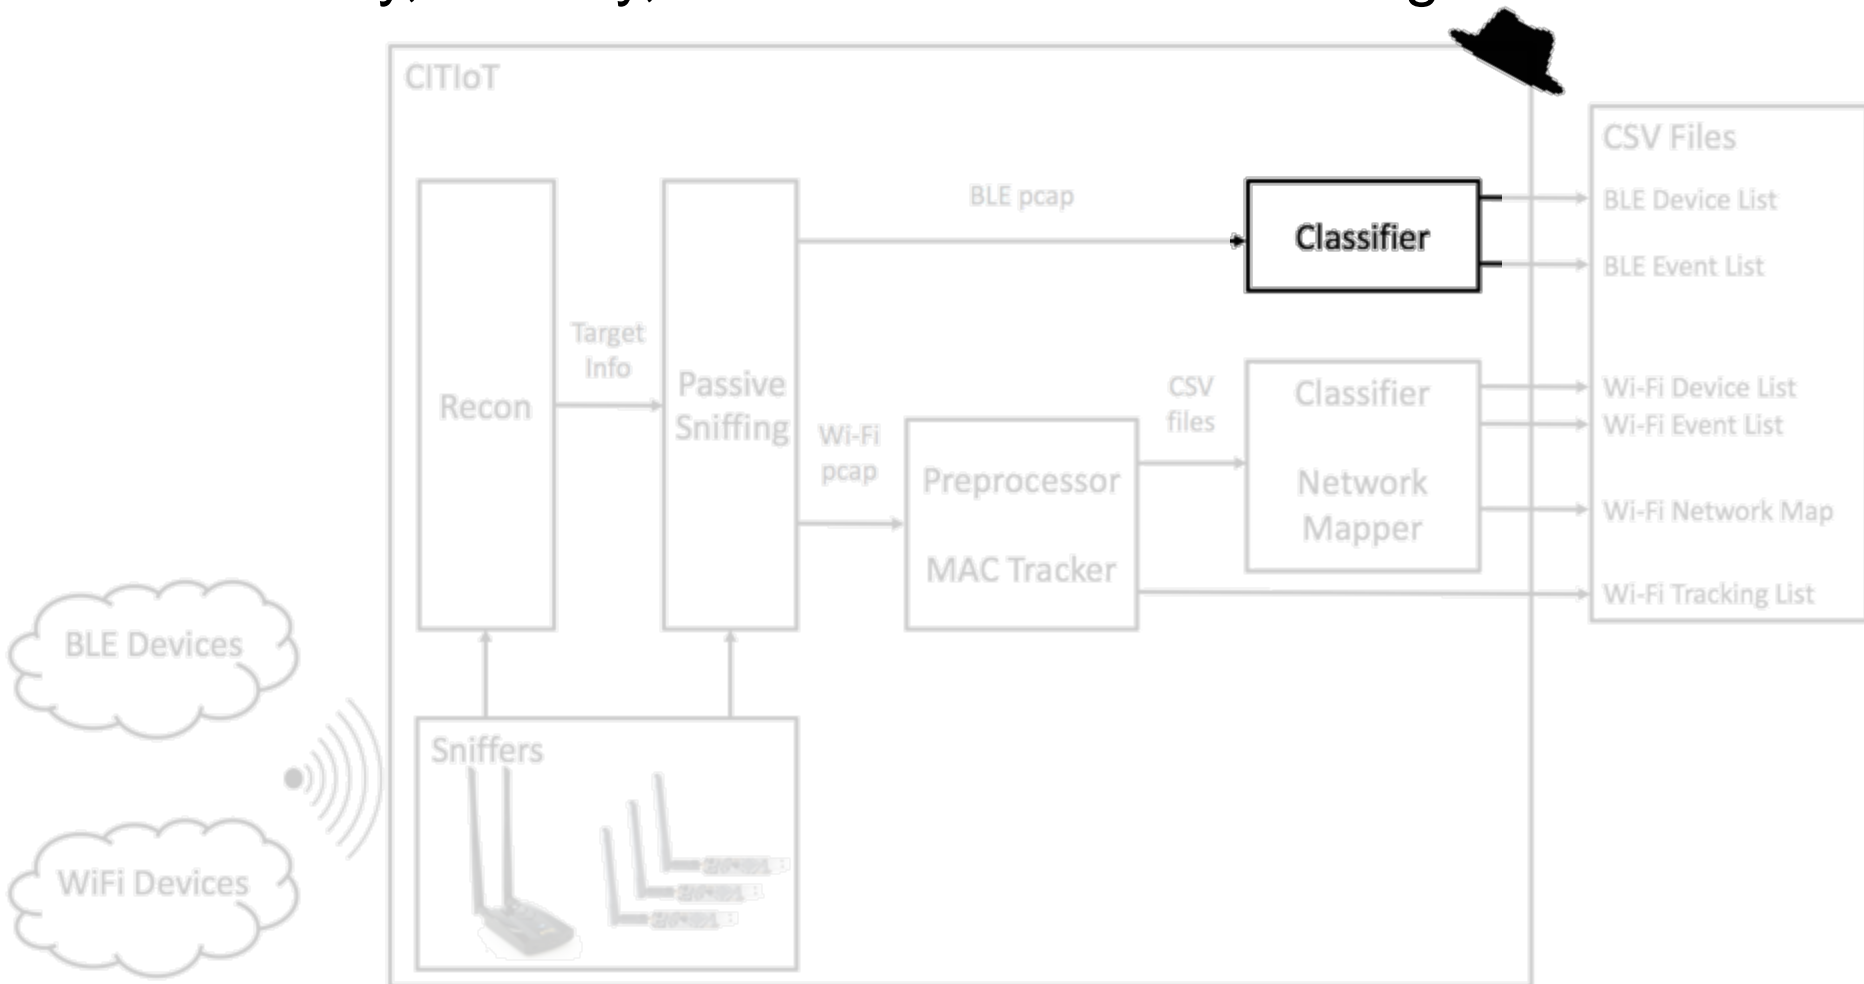 CITIoT
CSV Files
BLE pcap
BLE Device List
Classifier
BLE Event List
Target
Info
Recon
Passive
Sniffing
Wi-Fi
pcap
Preprocessor
MAC Tracker
CSV
files
Classifier
Network
Mapper
Wi-Fi Device List
Wi-Fi Event List
Wi-Fi Network Map
Wi-Fi Tracking List
BLE Devices
WiFi Devices
Sniffers